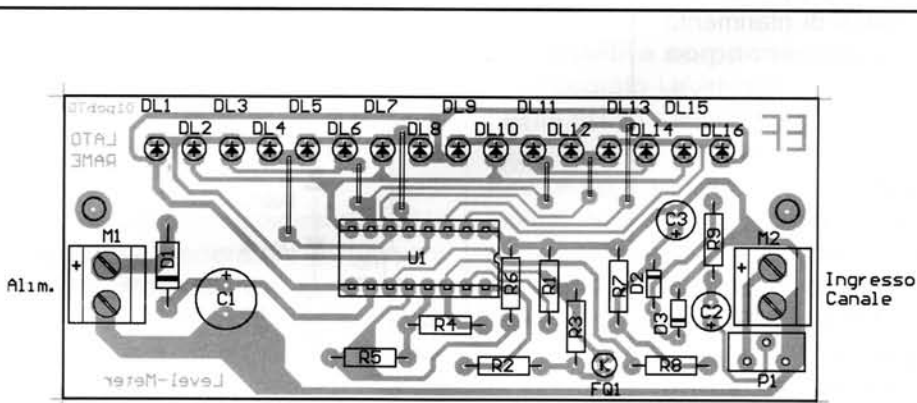 DL1 DL3 DL5 DL7 DL9 DL11 DL13 DL15
DL2 DL4 DL6 DL8 DL10 DL12 DL14 DL16
LATO
RAME
EF
M1
D1
C1
Alim.
+
+
U1
R6
R1
R3
R7
D2
C3
+
R9
D3
C2
+
M2
+
Ingresso
Canale
R4
R5
R2
FQ1
R8
P1
Level-Meter